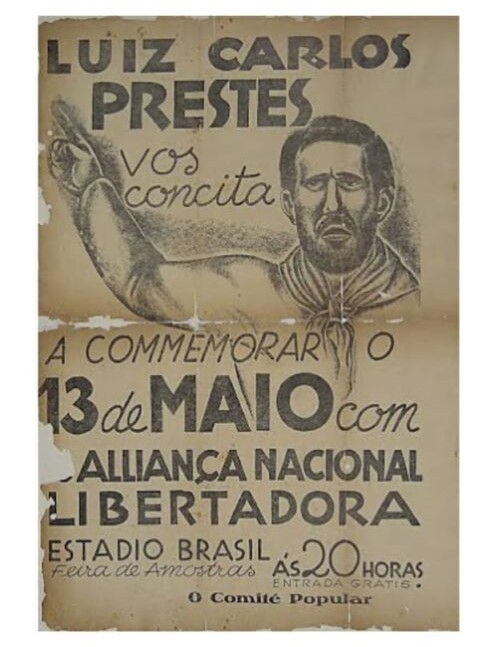 LUIZ CARLOS
PRESTES
vos
concita
A COMMEMORAR O
13 de MAIO com
ALLIANÇA NACIONAL
LIBERTADORA
ESTADIO BRASIL
Feira de Amostras
ÁS 20 HORAS
ENTRADA GRATIS!
O Comité Popular